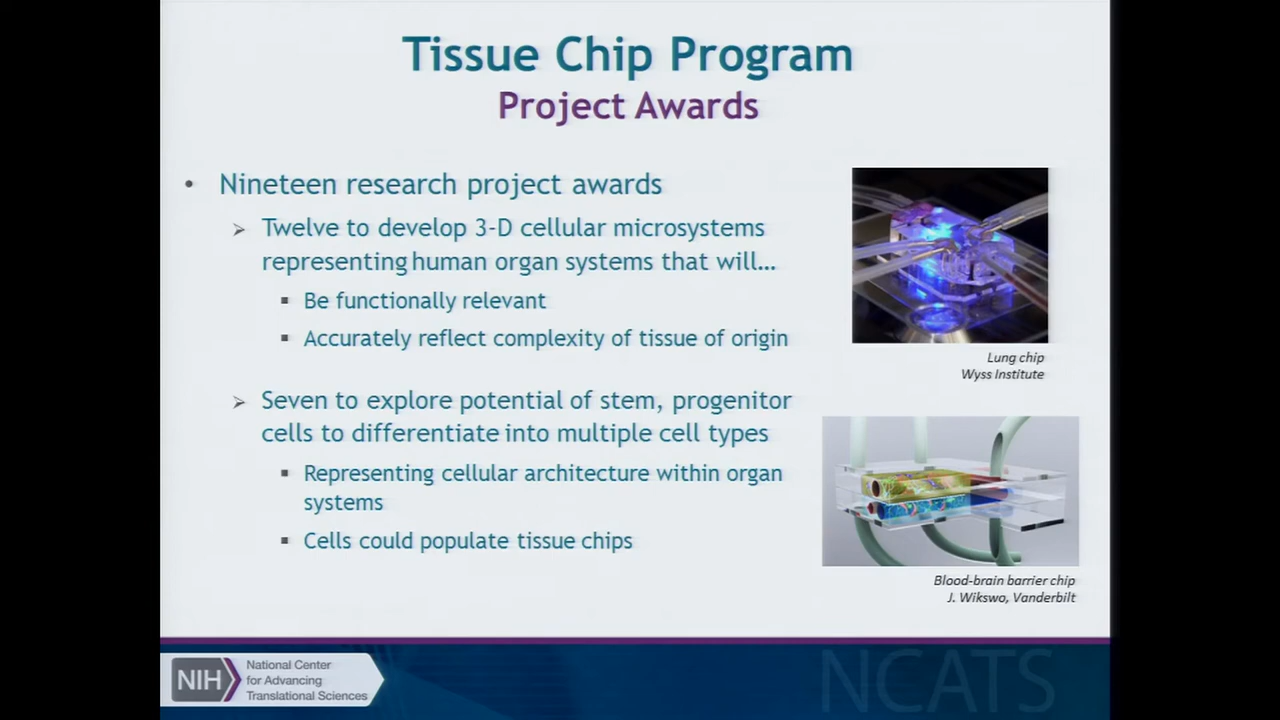 Tissue Chip Program
Project Awards
• Nineteen research project awards
➢ Twelve to develop 3-D cellular microsystems
representing human organ systems that will…
▪ Be functionally relevant
▪ Accurately reflect complexity of tissue of origin
➢ Seven to explore potential of stem, progenitor
cells to differentiate into multiple cell types
▪ Representing cellular architecture within organ
systems
▪ Cells could populate tissue chips
Lung chip
Wyss Institute
Blood-brain barrier chip
J. Wikswo, Vanderbilt
NIH
National Center
for Advancing
Translational Sciences
NCATS